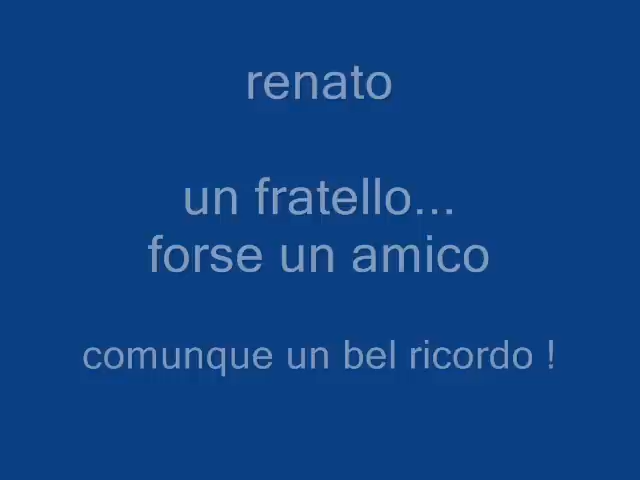 renato
un fratello...
forse un amico
comunque un bel ricordo !